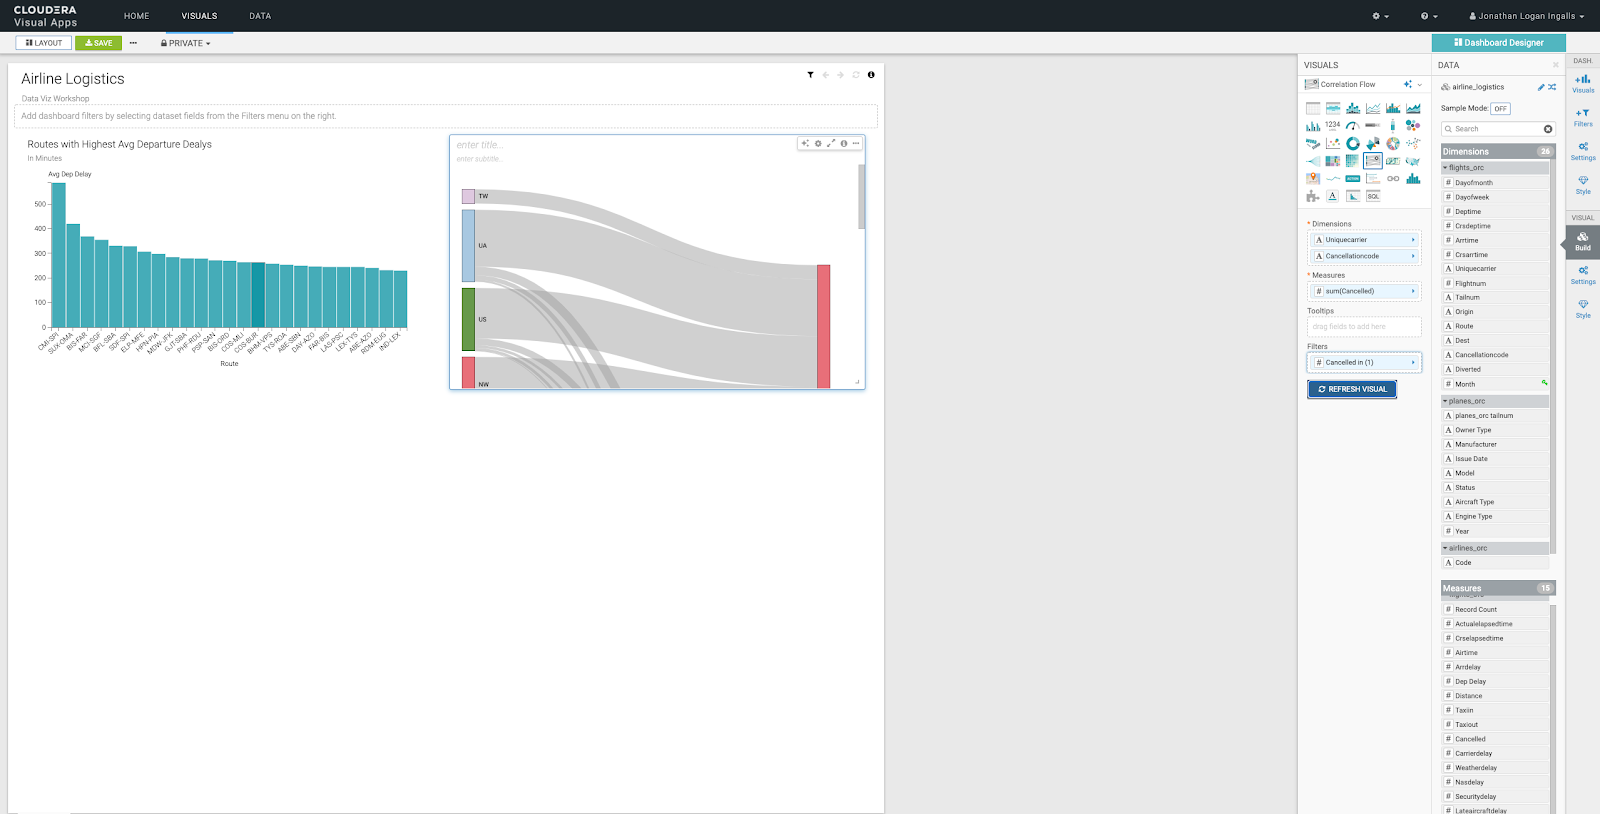 CLOUDERA
Visual Apps
HOME
VISUALS
DATA
Jonathan Logan Ingalls
LAYOUT
SAVE
PRIVATE
Dashboard Designer
Airline Logistics
Data Viz Workshop
Add dashboard filters by selecting dataset fields from the Filters menu on the right.
Routes with Highest Avg Departure Dealys
In Minutes
Avg Dep Delay
500
400
300
200
100
0
CMI-SPI
SUX-OMA
BIS-FAR
MCI-SGF
BFL-SBA
SDF-SPI
ELP-MFE
HPN-PIA
MDW-JFK
GJT-SBA
PHF-RDU
PSP-SAN
BIS-ORD
COS-MLI
COS-BUR
BHM-VPS
TYS-ROA
ABE-SBN
DAY-AZO
FAR-BIS
LAS-PSC
LEX-TYS
ABE-AZO
RDM-EUG
IND-LEX
Route
enter title...
enter subtitle...
TW
UA
US
NW
VISUALS
Correlation Flow
1234
SQL
* Dimensions
A Uniquecarrier
A Cancellationcode
* Measures
# sum(Cancelled)
Tooltips
drag fields to add here
Filters
# Cancelled in (1)
REFRESH VISUAL
DATA
airline_logistics
Sample Mode: OFF
Search
Dimensions 26
flights_orc
# Dayofmonth
# Dayofweek
# Deptime
# Crsdeptime
# Arrtime
# Crsarrtime
A Uniquecarrier
# Flightnum
A Tailnum
A Origin
A Route
A Dest
A Cancellationcode
A Diverted
# Month
planes_orc
A planes_orc tailnum
A Owner Type
A Manufacturer
A Issue Date
A Model
A Status
A Aircraft Type
A Engine Type
# Year
airlines_orc
A Code
Measures 15
flights_orc
# Record Count
# Actualelapsedtime
# Crselapsedtime
# Airtime
# Arrdelay
# Dep Delay
# Distance
# Taxiin
# Taxiout
# Cancelled
# Carrierdelay
# Weatherdelay
# Nasdelay
# Securitydelay
# Lateaircraftdelay
DASH.
Visuals
Filters
Settings
Style
VISUAL
Build
Settings
Style